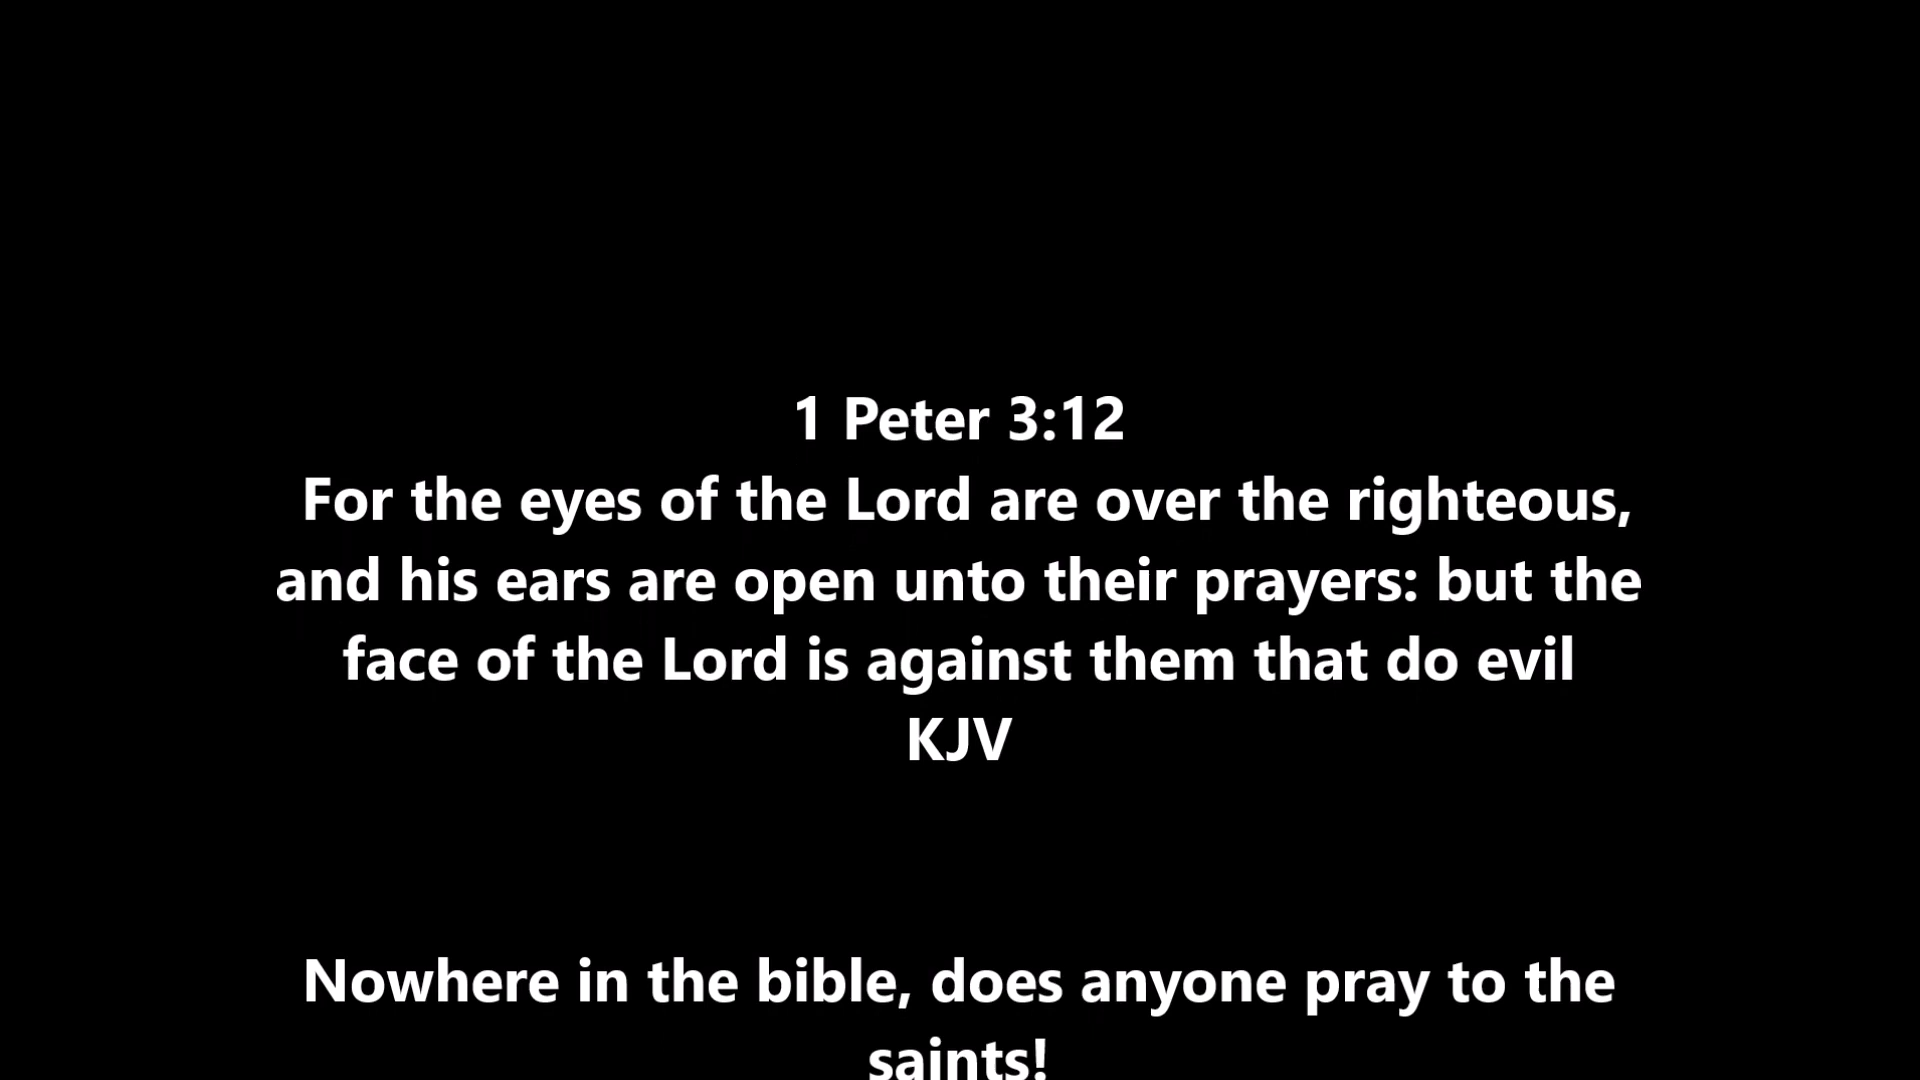 1 Peter 3:12
For the eyes of the Lord are over the righteous,
and his ears are open unto their prayers: but the
face of the Lord is against them that do evil
KJV
Nowhere in the bible, does anyone pray to the
saints!